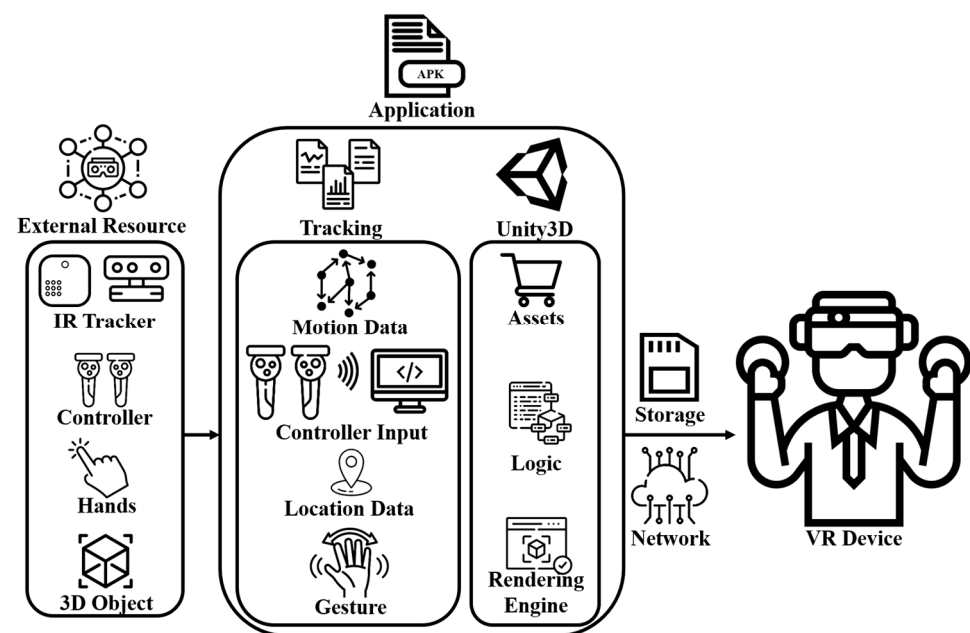 APK
Application
External Resource
IR Tracker
Controller
Hands
3D Object
Tracking
Motion Data
</>
Controller Input
Location Data
Gesture
Unity3D
Assets
Logic
Rendering
Engine
Storage
Network
VR Device